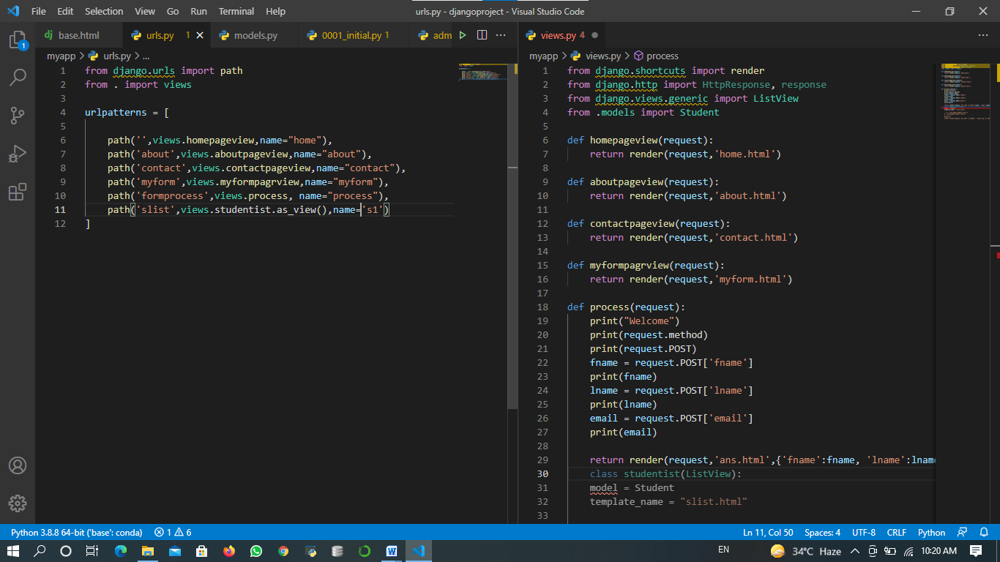 File Edit Selection View Go Run Terminal Help urls.py - djangoproject - Visual Studio Code
base.html urls.py 1 models.py 0001_initial.py 1 adm
myapp > urls.py > ...
1 from django.urls import path
2 from . import views
3
4 urlpatterns = [
5
6 path('',views.homepageview,name="home"),
7 path('about',views.aboutpageview,name="about"),
8 path('contact',views.contactpageview,name="contact"),
9 path('myform',views.myformpagrview,name="myform"),
10 path('formprocess',views.process, name="process"),
11 path('slist',views.studentist.as_view(),name='s1')
12 ]
views.py 4
myapp > views.py > process
1 from django.shortcuts import render
2 from django.http import HttpResponse, response
3 from django.views.generic import ListView
4 from .models import Student
5
6 def homepageview(request):
7 return render(request,'home.html')
8
9 def aboutpageview(request):
10 return render(request,'about.html')
11
12 def contactpageview(request):
13 return render(request,'contact.html')
14
15 def myformpagrview(request):
16 return render(request,'myform.html')
17
18 def process(request):
19 print("Welcome")
20 print(request.method)
21 print(request.POST)
22 fname = request.POST['fname']
23 print(fname)
24 lname = request.POST['lname']
25 print(lname)
26 email = request.POST['email']
27 print(email)
28
29 return render(request,'ans.html',{'fname':fname, 'lname':lname
30 class studentist(ListView):
31 model = Student
32 template_name = "slist.html"
33
1
Python 3.8.8 64-bit ('base': conda) 1 6 Ln 11, Col 50 Spaces: 4 UTF-8 CRLF Python
EN 34°C Haze 10:20 AM